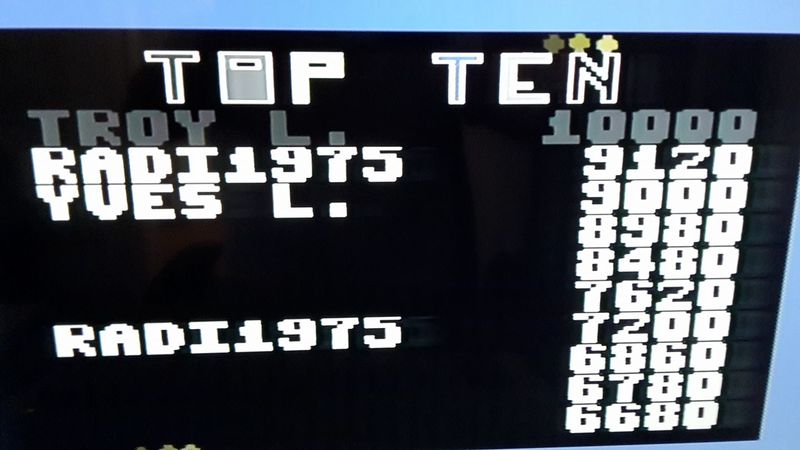 TOP TEN
TROY L. 10000
RADI1975 9120
YVES L. 9000
8980
8480
7620
RADI1975 7200
6860
6780
6680